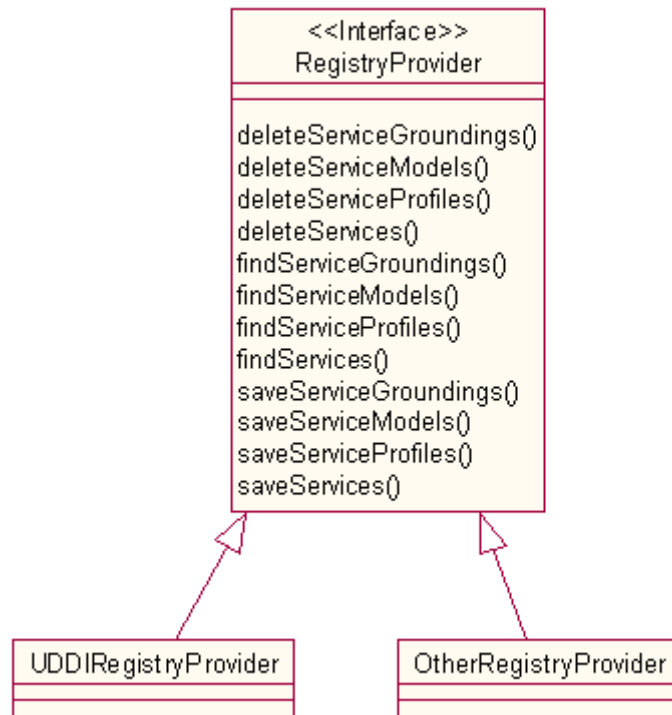 <<Interface>>
RegistryProvider
deleteServiceGroundings()
deleteServiceModels()
deleteServiceProfiles()
deleteServices()
findServiceGroundings()
findServiceModels()
findServiceProfiles()
findServices()
saveServiceGroundings()
saveServiceModels()
saveServiceProfiles()
saveServices()
UDDIRegistryProvider
OtherRegistryProvider